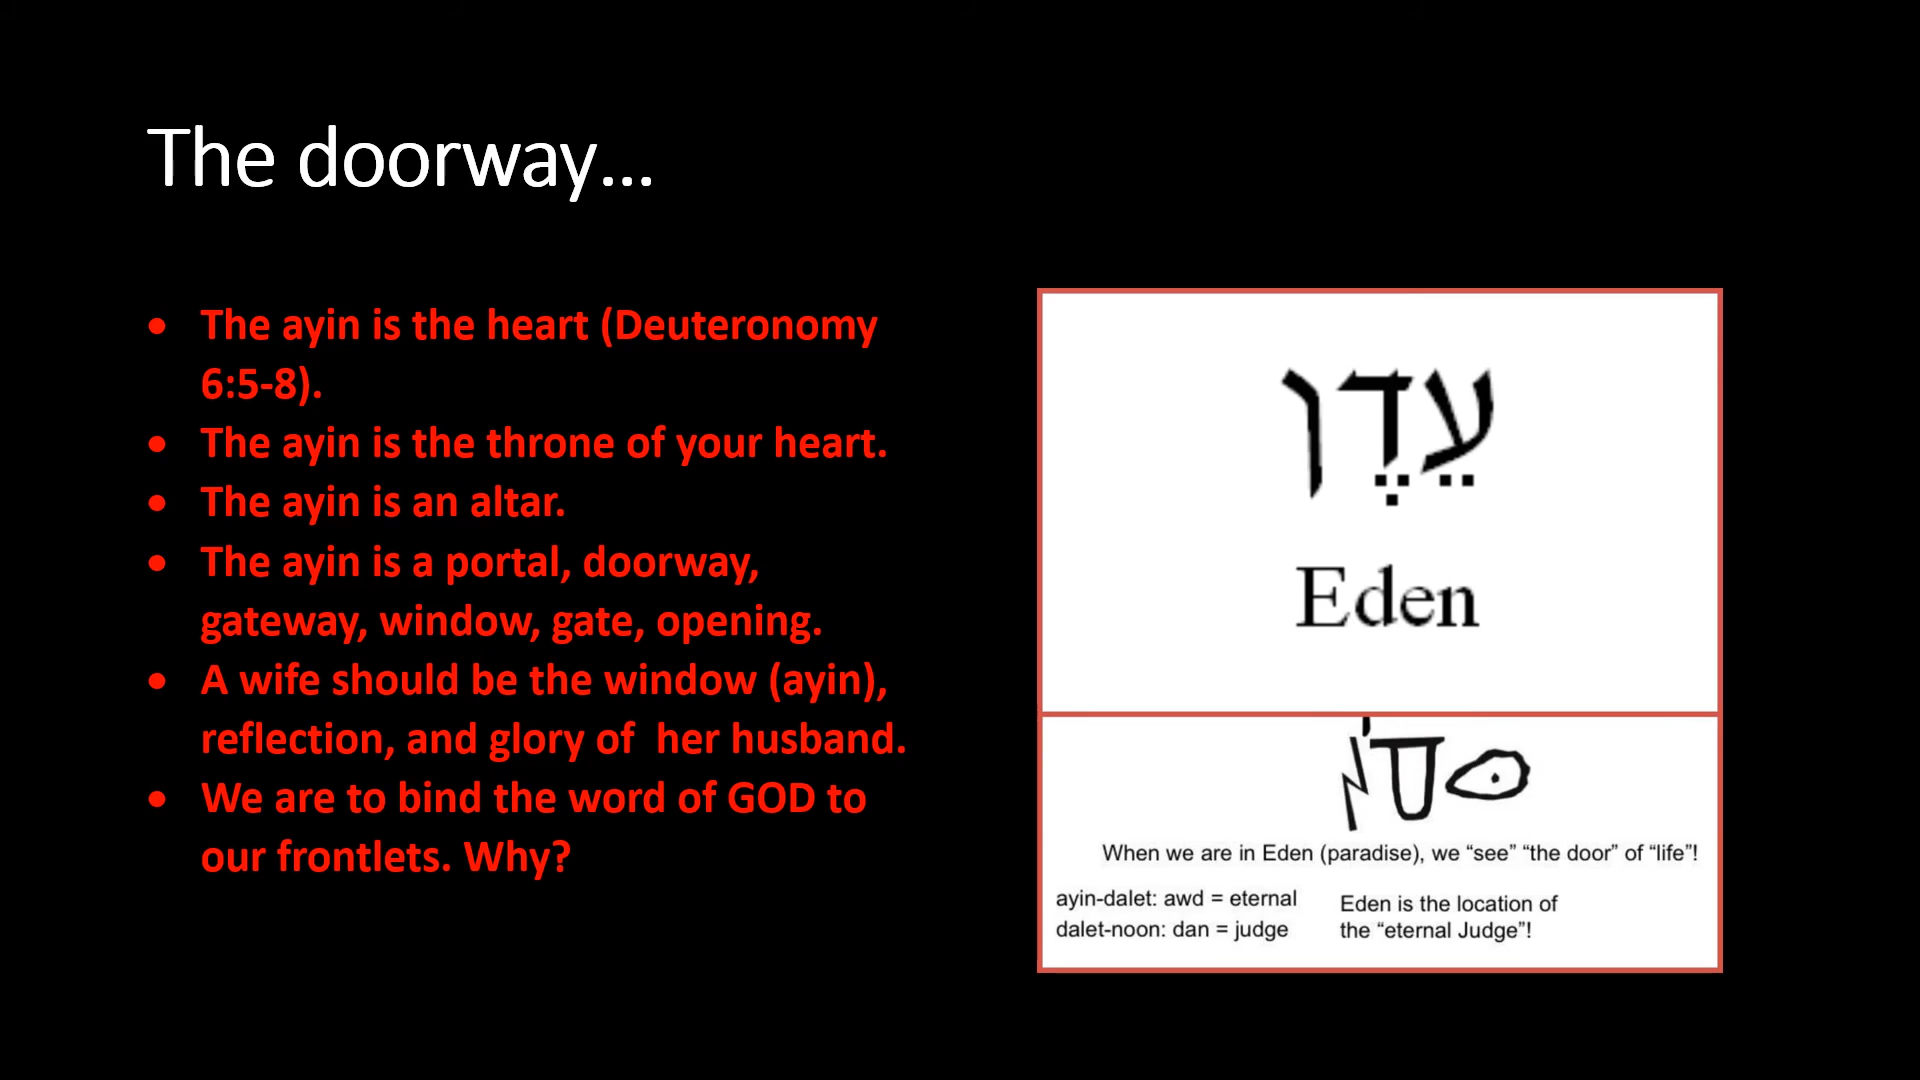 The doorway...
• The ayin is the heart (Deuteronomy
6:5-8).
• The ayin is the throne of your heart.
• The ayin is an altar.
• The ayin is a portal, doorway,
gateway, window, gate, opening.
• A wife should be the window (ayin),
reflection, and glory of  her husband.
• We are to bind the word of GOD to
our frontlets. Why?
עֵדֶן
Eden
When we are in Eden (paradise), we “see” “the door” of “life”!
ayin-dalet: awd = eternal
dalet-noon: dan = judge
Eden is the location of
the “eternal Judge”!